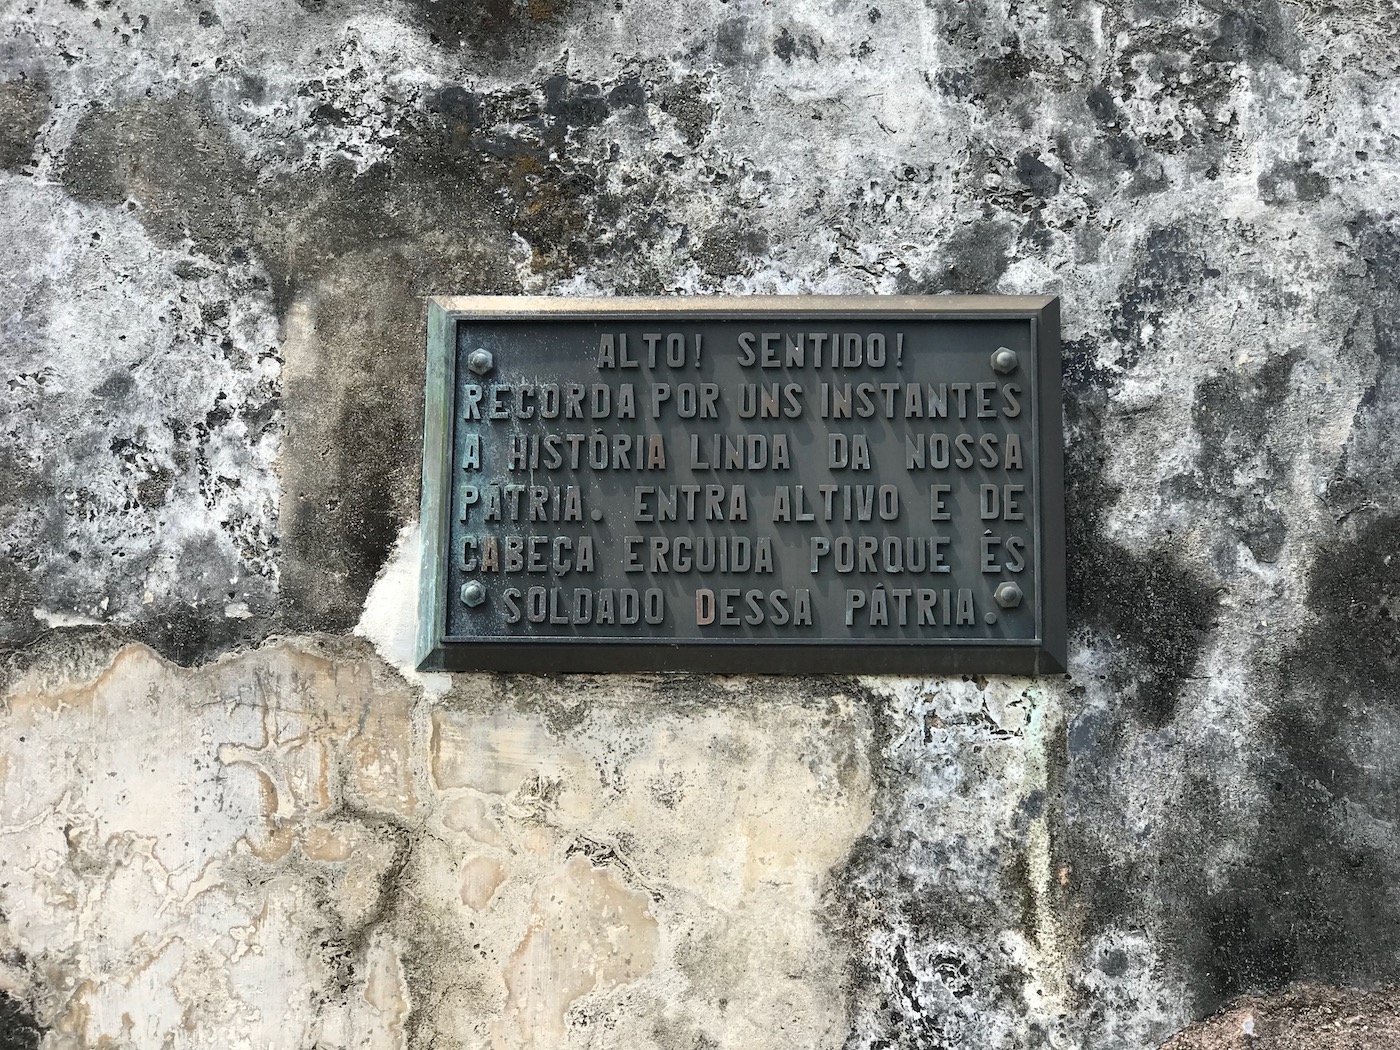 ALTO! SENTIDO!
RECORDA POR UNS INSTANTES
A HISTÓRIA LINDA DA NOSSA
PÁTRIA. ENTRA ALTIVO E DE
CABEÇA ERGUIDA PORQUE ÉS
SOLDADO DESSA PÁTRIA.